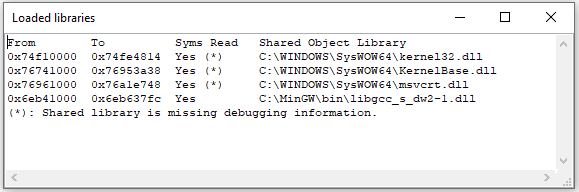 Loaded libraries
From To Syms Read Shared Object Library
0x74f10000 0x74fe4814 Yes (*) C:\WINDOWS\SysWOW64\kernel32.dll
0x76741000 0x76953a38 Yes (*) C:\WINDOWS\SysWOW64\KernelBase.dll
0x76961000 0x76a1e748 Yes (*) C:\WINDOWS\SysWOW64\msvcrt.dll
0x6eb41000 0x6eb637fc Yes C:\MinGW\bin\libgcc_s_dw2-1.dll
(*): Shared library is missing debugging information.